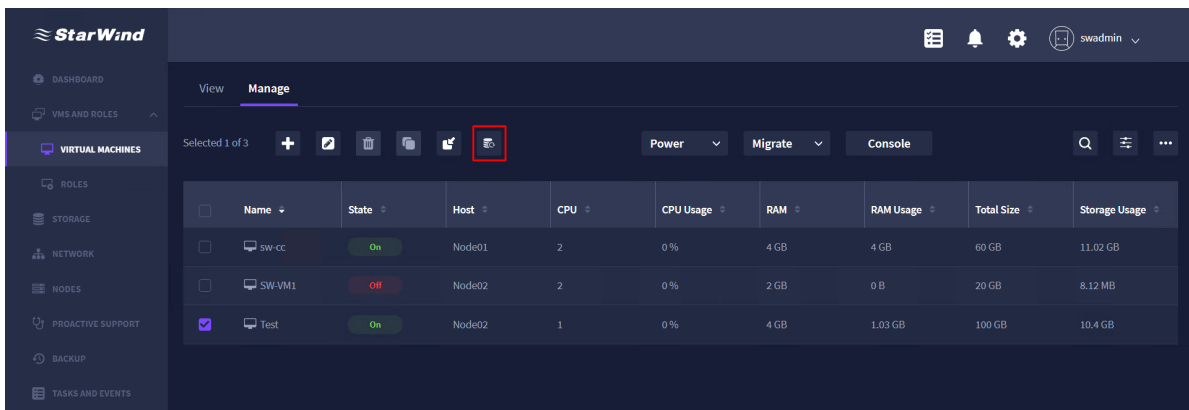 StarWind
swadmin
DASHBOARD
VMS AND ROLES
VIRTUAL MACHINES
ROLES
STORAGE
NETWORK
NODES
PROACTIVE SUPPORT
BACKUP
TASKS AND EVENTS
View Manage
Selected 1 of 3 Power Migrate Console
Name State Host CPU CPU Usage RAM RAM Usage Total Size Storage Usage
sw-cc On Node01 2 0 % 4 GB 4 GB 60 GB 11.02 GB
SW-VM1 Off Node02 2 0 % 2 GB 0 B 20 GB 8.12 MB
Test On Node02 1 0 % 4 GB 1.03 GB 100 GB 10.4 GB